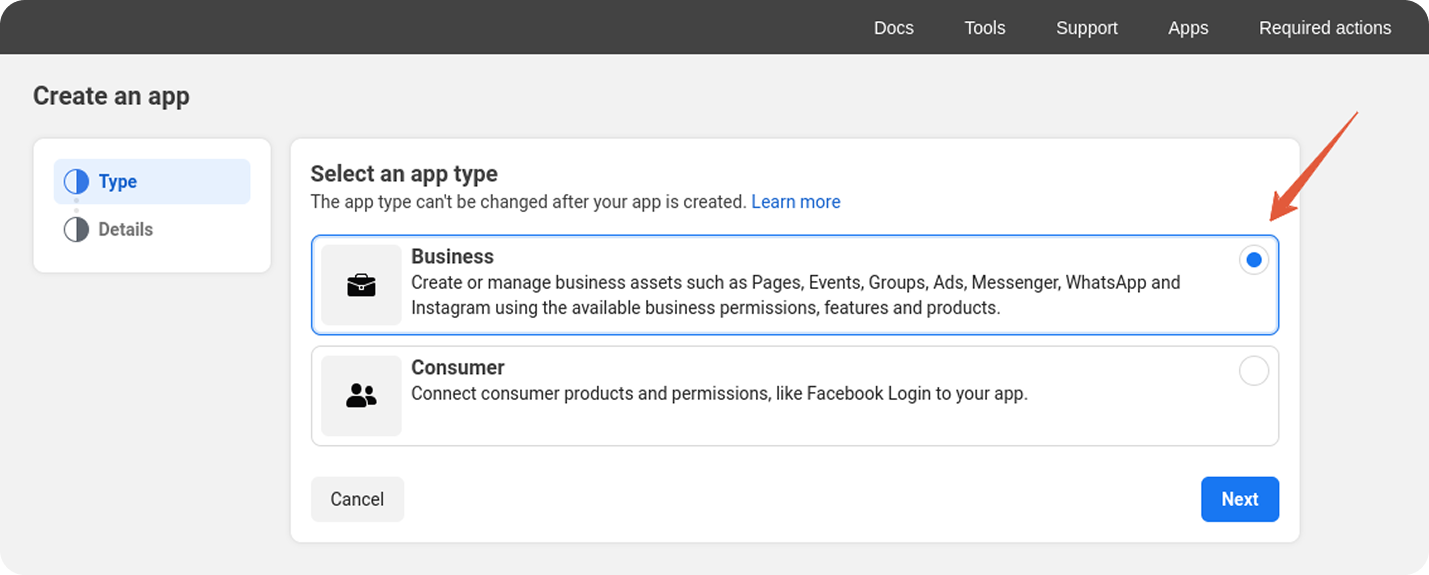 Docs Tools Support Apps Required actions
Create an app
Type
Details
Select an app type
The app type can't be changed after your app is created. Learn more
Business
Create or manage business assets such as Pages, Events, Groups, Ads, Messenger, WhatsApp and
Instagram using the available business permissions, features and products.
Consumer
Connect consumer products and permissions, like Facebook Login to your app.
Cancel
Next